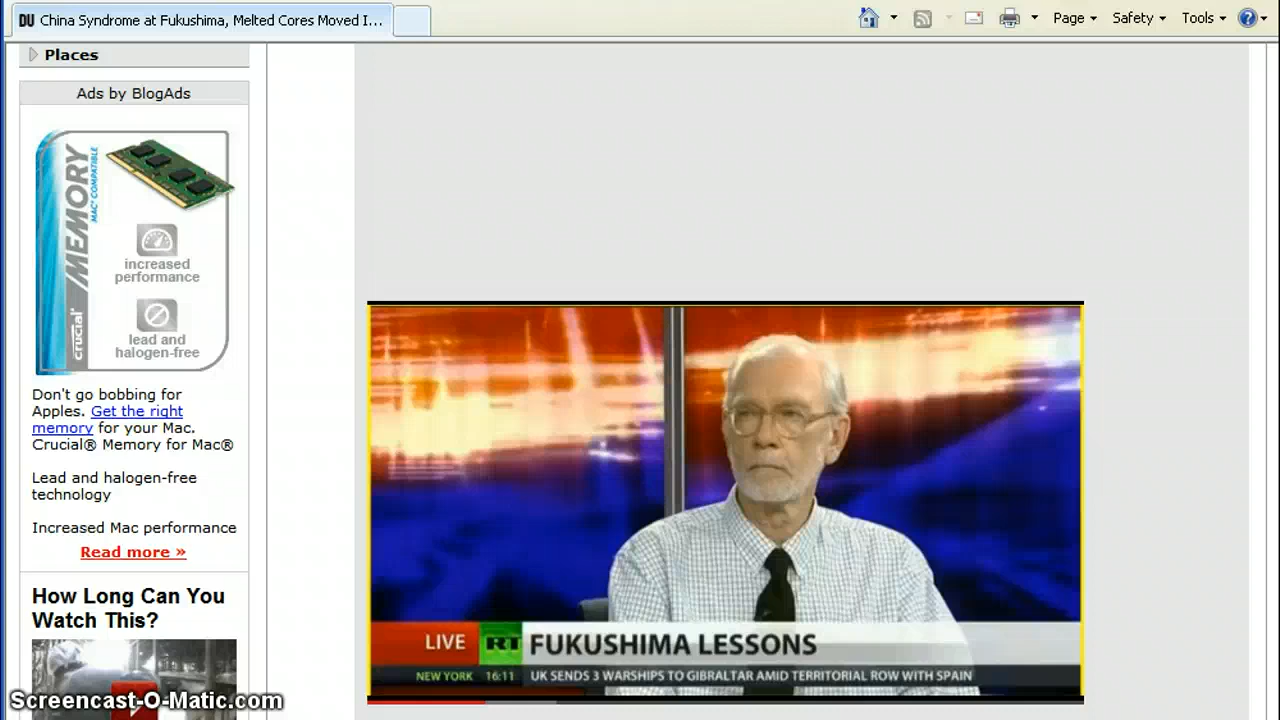 DU China Syndrome at Fukushima, Melted Cores Moved I...
Page
Safety
Tools
Places
Ads by BlogAds
MEMORY
MAC® COMPATIBLE
crucial
increased
performance
lead and
halogen-free
Don't go bobbing for
Apples. Get the right
memory for your Mac.
Crucial® Memory for Mac®
Lead and halogen-free
technology
Increased Mac performance
Read more »
How Long Can You
Watch This?
LIVE RT FUKUSHIMA LESSONS
NEW YORK 16:11 UK SENDS 3 WARSHIPS TO GIBRALTAR AMID TERRITORIAL ROW WITH SPAIN
Screencast-O-Matic.com